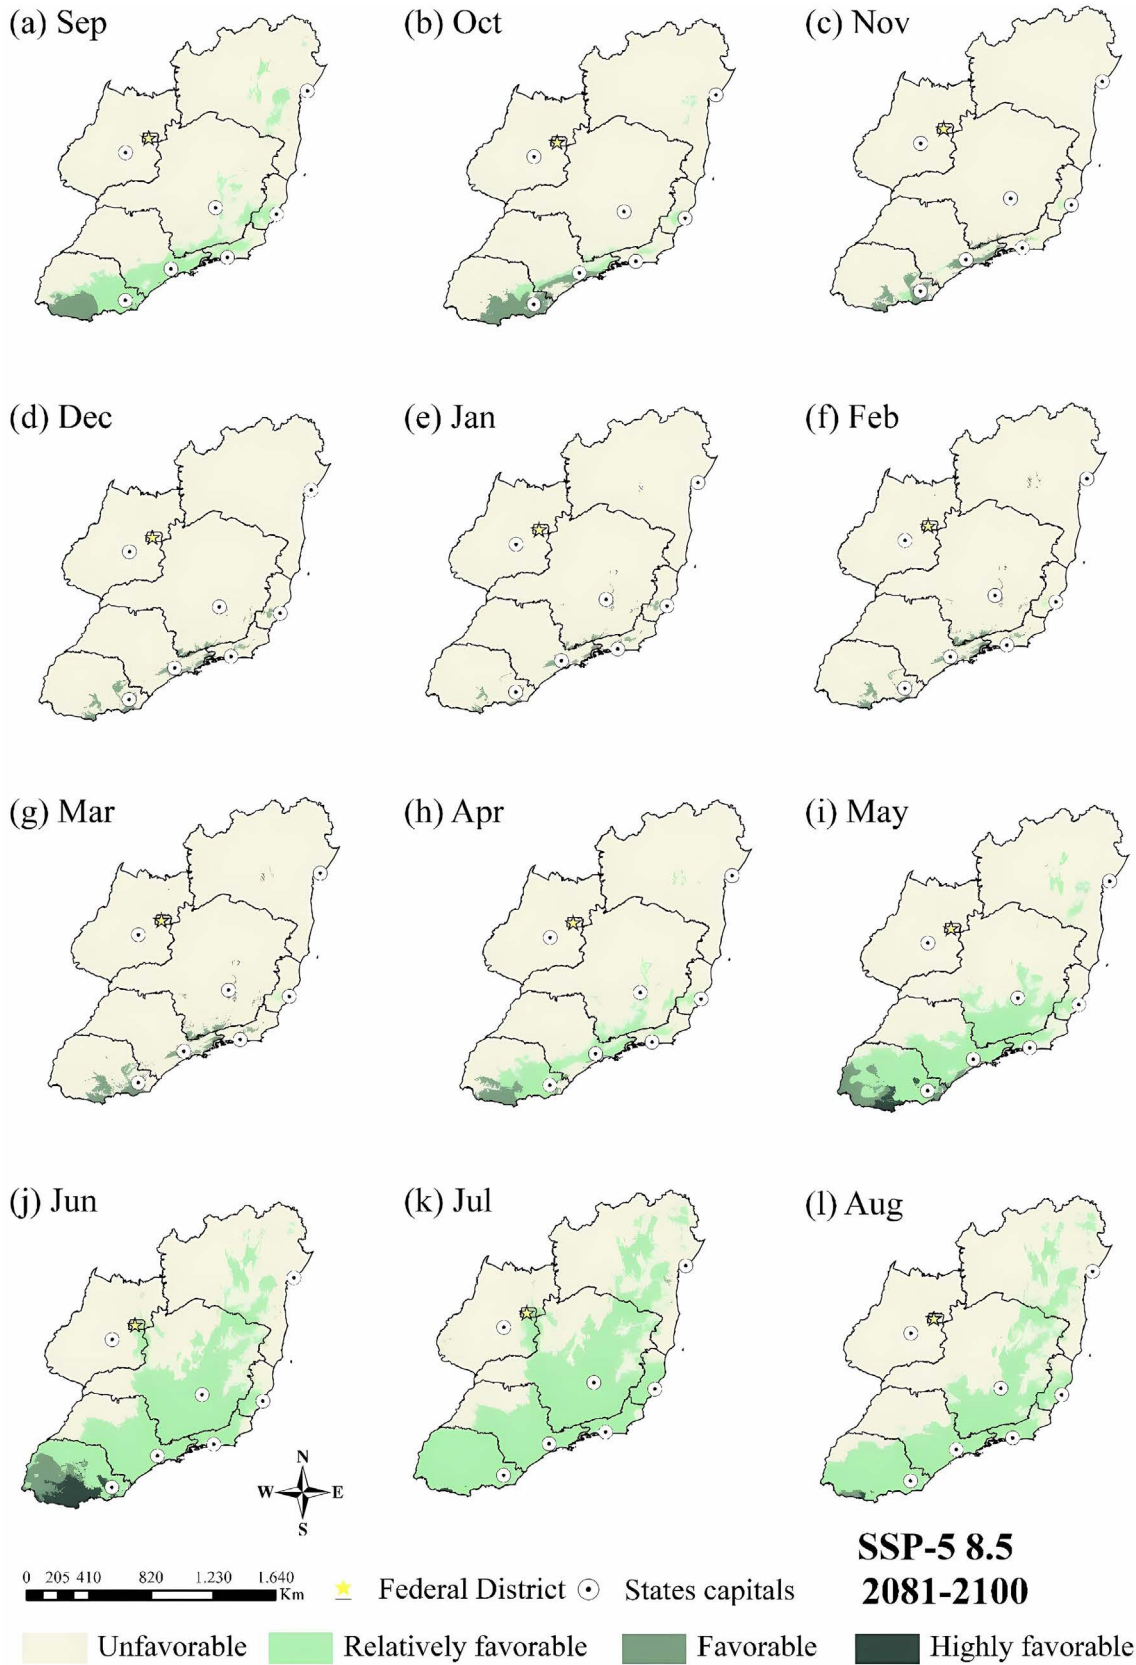 (a) Sep
(b) Oct
(c) Nov
(d) Dec
(e) Jan
(f) Feb
(g) Mar
(h) Apr
(i) May
(j) Jun
(k) Jul
(l) Aug
N
W E
S
SSP-5 8.5
2081-2100
0 205 410 820 1.230 1.640
Km
Federal District
States capitals
Unfavorable
Relatively favorable
Favorable
Highly favorable